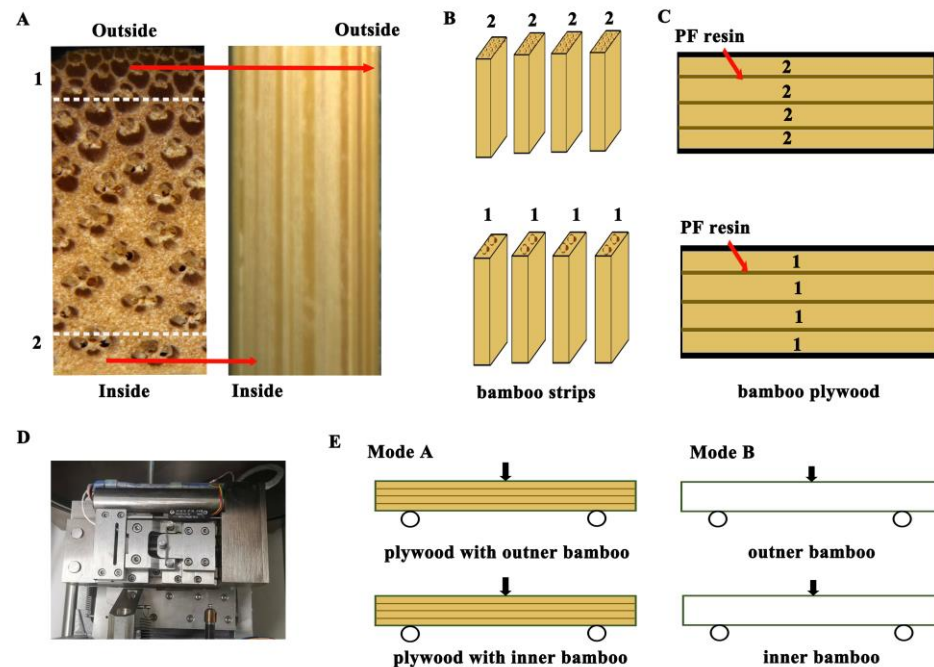 A
Outside
Outside
1
2
Inside
Inside
B
2 2 2 2
1 1 1 1
bamboo strips
C
PF resin
2
2
2
2
PF resin
1
1
1
1
bamboo plywood
D
E
Mode A
Mode B
plywood with outner bamboo
outner bamboo
plywood with inner bamboo
inner bamboo